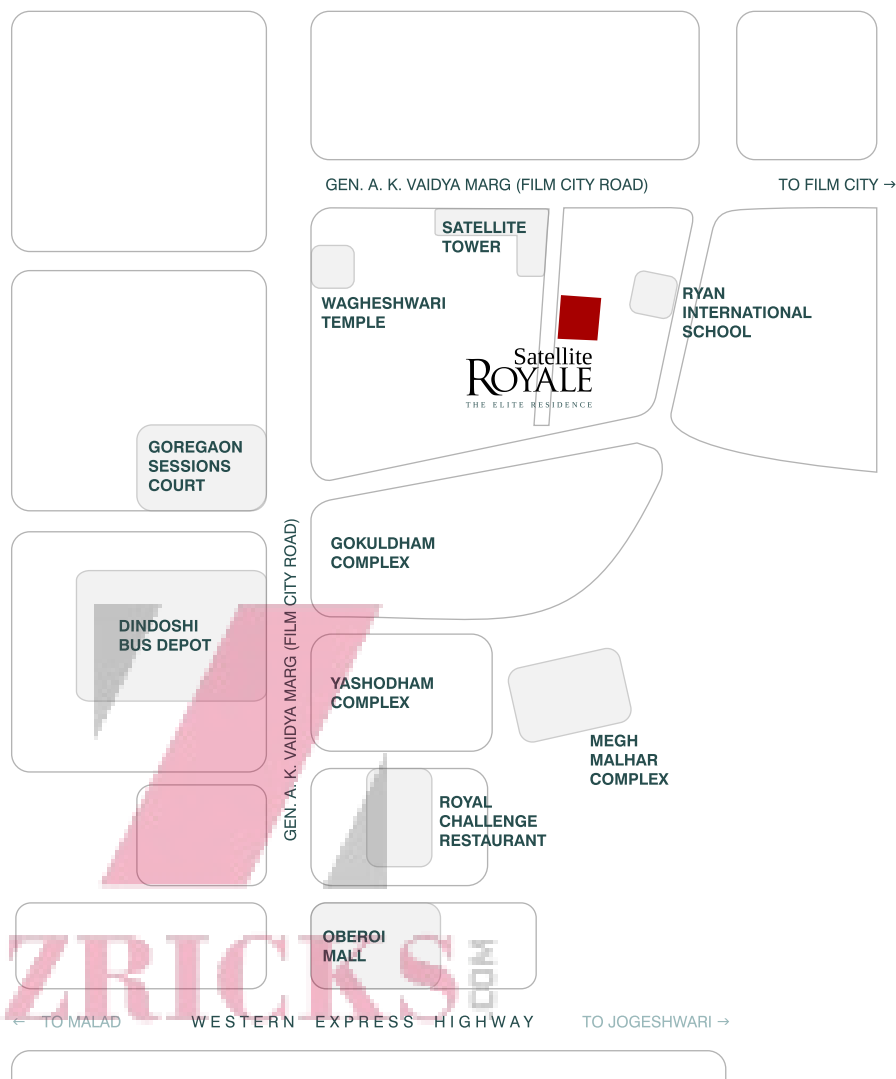 GEN. A. K. VAIDYA MARG (FILM CITY ROAD)
TO FILM CITY →
SATELLITE
TOWER
WAGHESHWARI
TEMPLE
RYAN
INTERNATIONAL
SCHOOL
Satellite
ROYALE
THE ELITE RESIDENCE
GOREGAON
SESSIONS
COURT
GEN. A. K. VAIDYA MARG (FILM CITY ROAD)
GOKULDHAM
COMPLEX
DINDOSHI
BUS DEPOT
YASHODHAM
COMPLEX
MEGH
MALHAR
COMPLEX
ROYAL
CHALLENGE
RESTAURANT
OBEROI
MALL
ZRICKS
.COM
← TO MALAD
WESTERN EXPRESS HIGHWAY
TO JOGESHWARI →